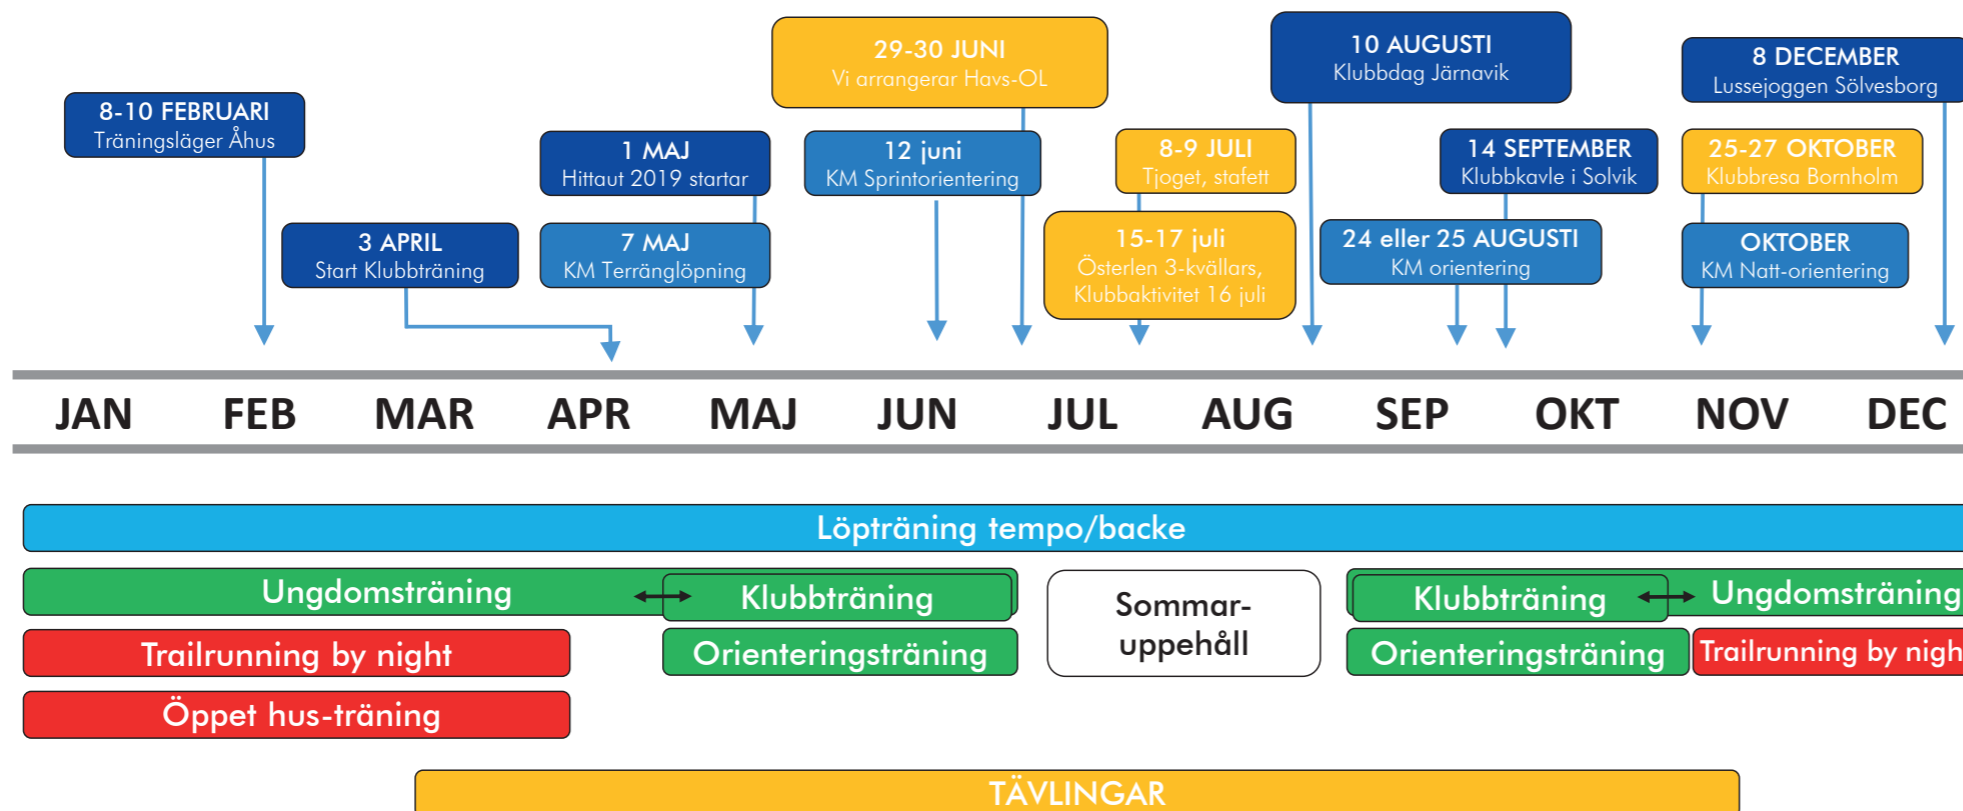 29-30 JUNI
Vi arrangerar Havs-OL
10 AUGUSTI
Klubbdag Järnavik
8 DECEMBER
Lussejoggen Sölvesborg
8-10 FEBRUARI
Träningsläger Åhus
1 MAJ
Hittaut 2019 startar
12 juni
KM Sprintorientering
8-9 JULI
Tjoget, stafett
14 SEPTEMBER
Klubbkavle i Solvik
25-27 OKTOBER
Klubbresa Bornholm
3 APRIL
Start Klubbträning
7 MAJ
KM Terränglöpning
15-17 juli
Österlen 3-kvällars,
Klubbaktivitet 16 juli
24 eller 25 AUGUSTI
KM orientering
OKTOBER
KM Natt-orientering
JAN FEB MAR APR MAJ JUN JUL AUG SEP OKT NOV DEC
Löpträning tempo/backe
Ungdomsträning Klubbträning
Sommar-
uppehåll
Klubbträning Ungdomsträning
Trailrunning by night
Orienteringsträning
Orienteringsträning
Trailrunning by nigh
Öppet hus-träning
TÄVLINGAR